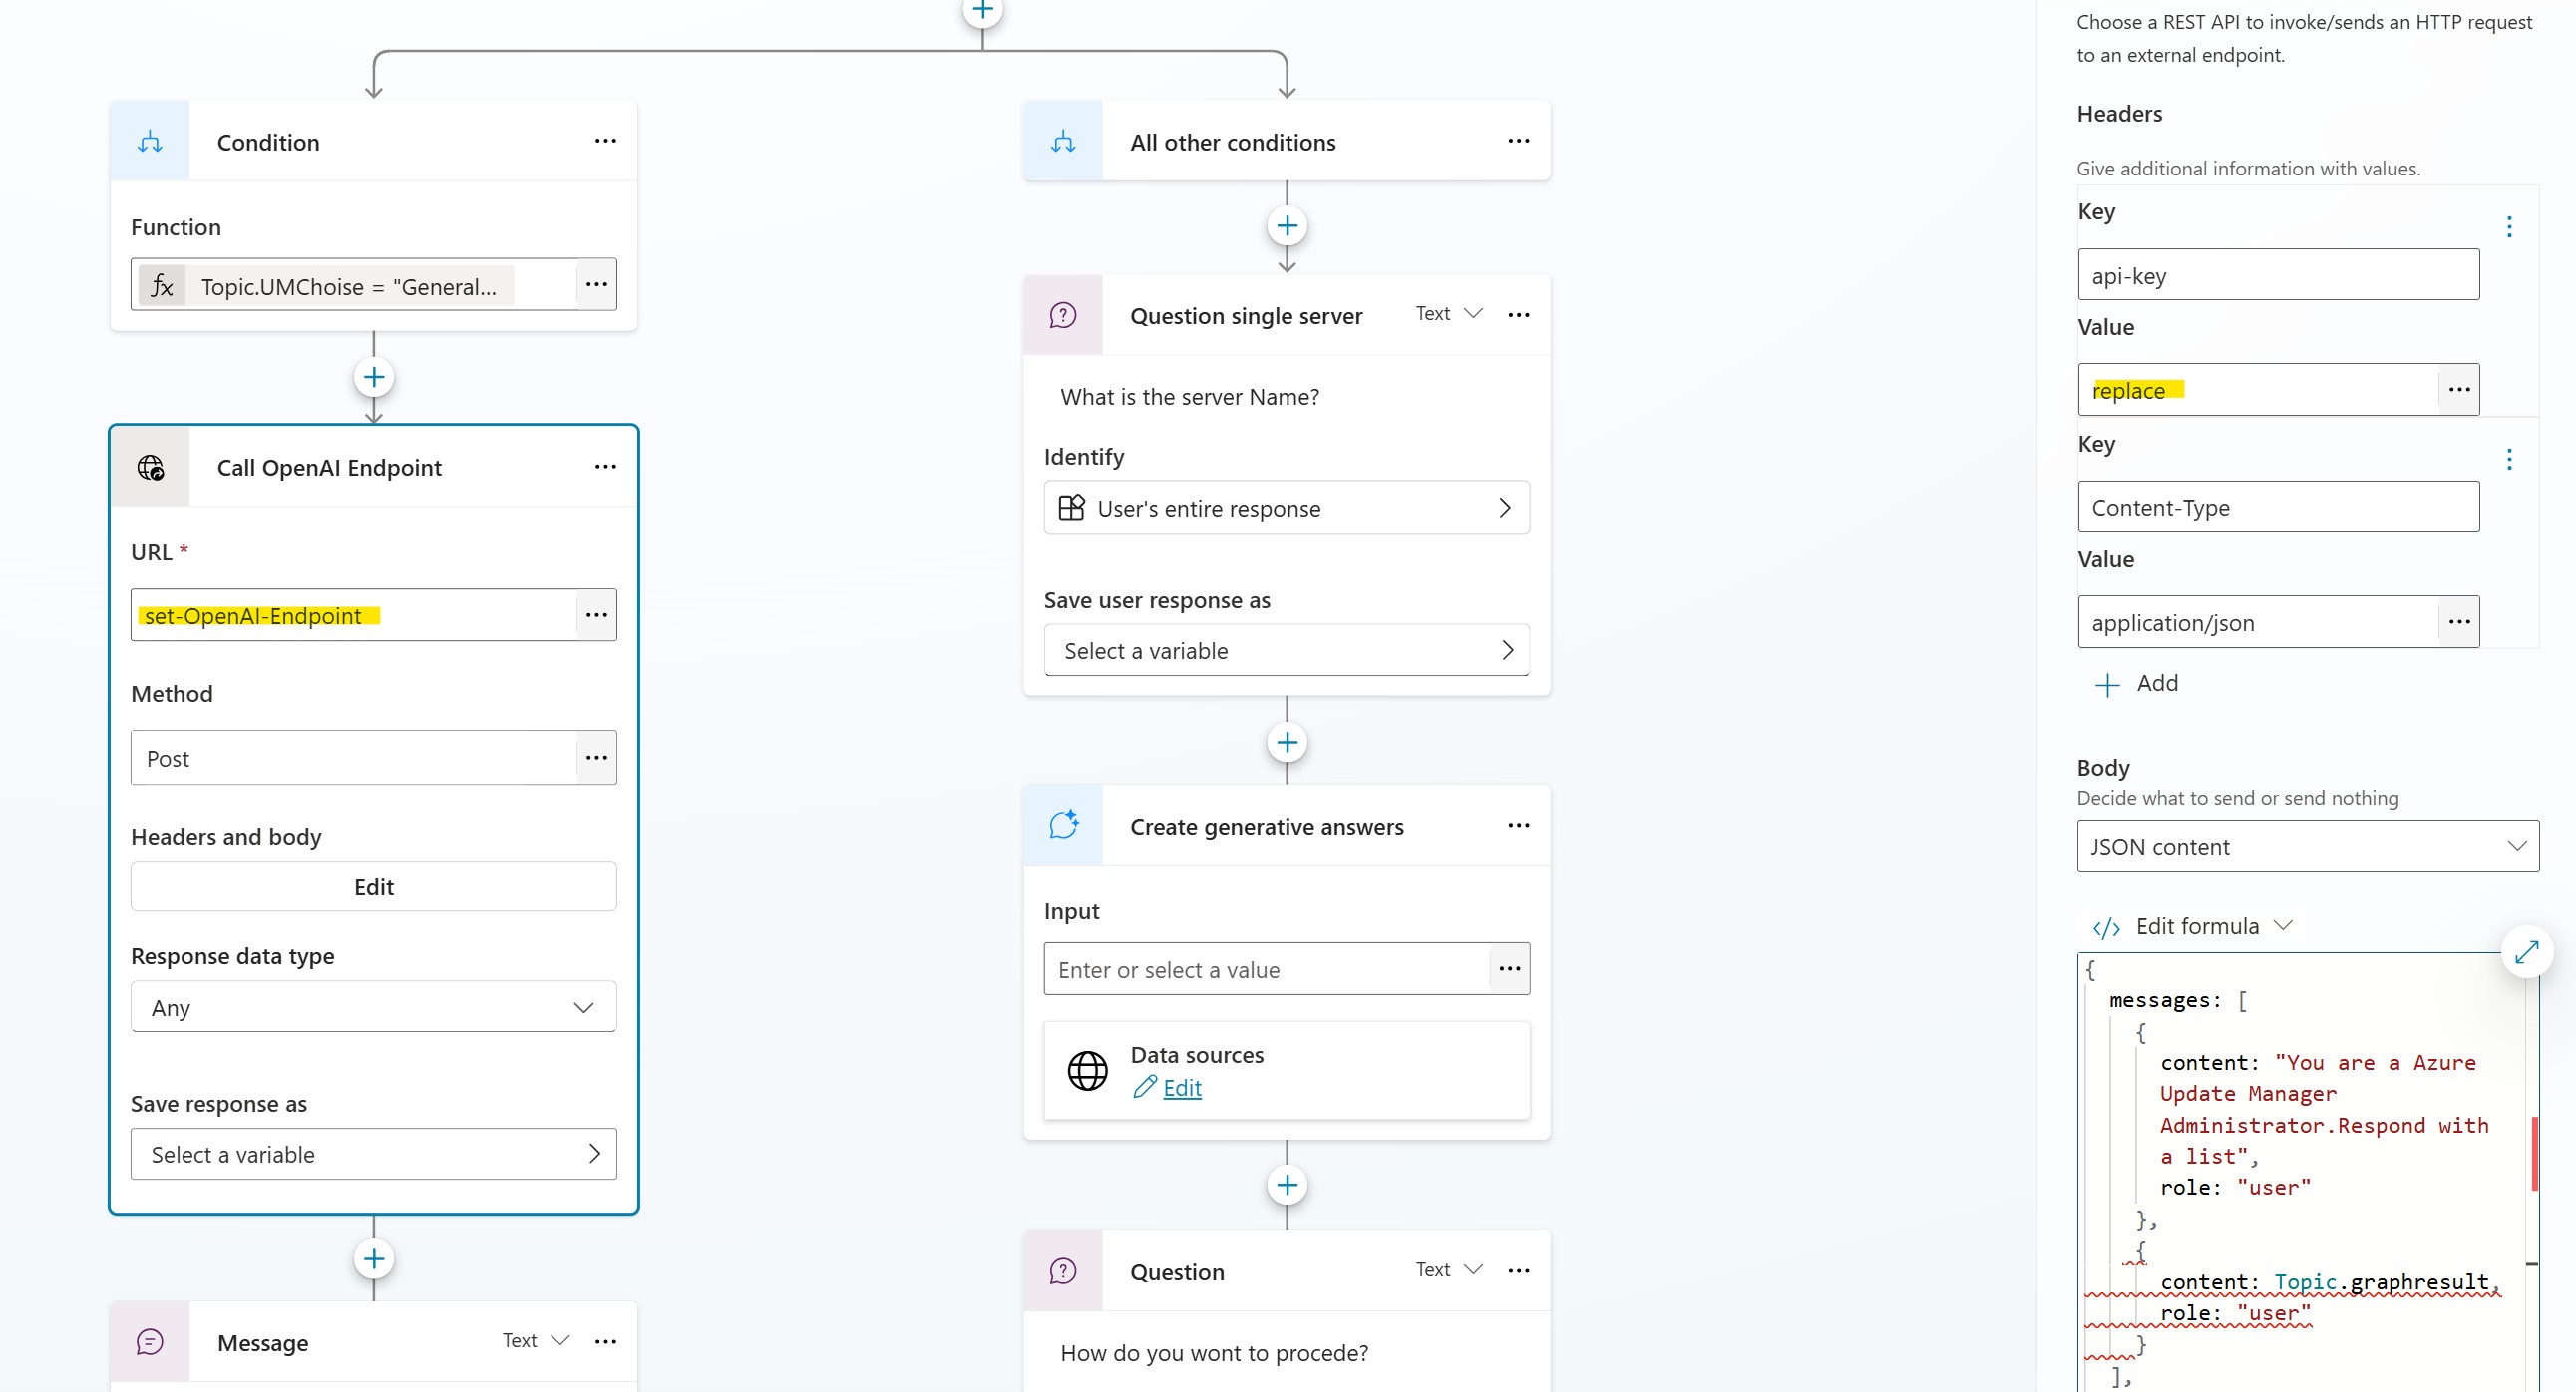 Condition
Function
fx Topic.UMChoise = "General...
Call OpenAI Endpoint
URL *
set-OpenAI-Endpoint
Method
Post
Headers and body
Edit
Response data type
Any
Save response as
Select a variable
Message Text
All other conditions
Question single server Text
What is the server Name?
Identify
User's entire response
Save user response as
Select a variable
Create generative answers
Input
Enter or select a value
Data sources
Edit
Question Text
How do you wont to procede?
Choose a REST API to invoke/sends an HTTP request
to an external endpoint.
Headers
Give additional information with values.
Key
api-key
Value
replace
Key
Content-Type
Value
application/json
Add
Body
Decide what to send or send nothing
JSON content
</> Edit formula
{
messages: [
{
content: "You are a Azure
Update Manager
Administrator.Respond with
a list",
role: "user"
},
{
content: Topic.graphresult,
role: "user"
}
],